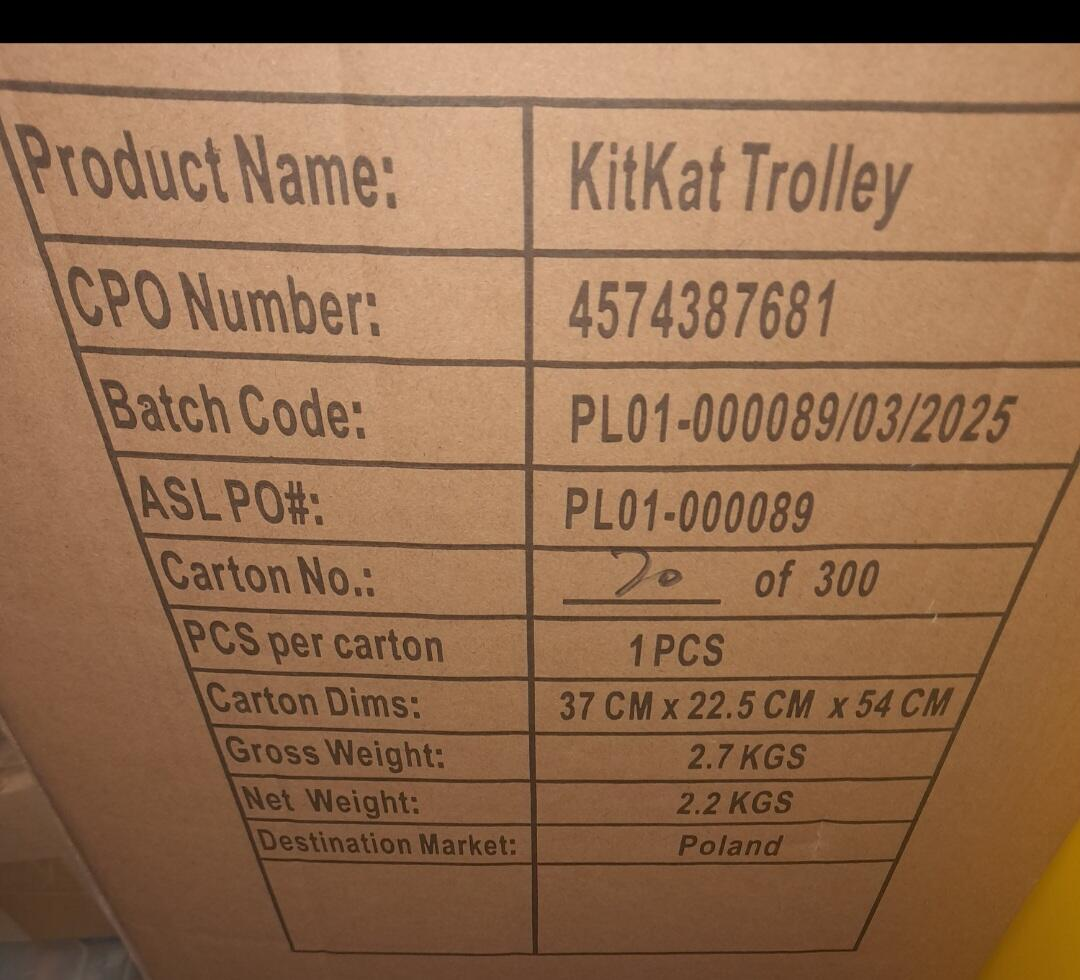 Product Name: KitKat Trolley
CPO Number: 4574387681
Batch Code: PL01-000089/03/2025
ASL PO#: PL01-000089
Carton No.: of 300
PCS per carton 1 PCS
Carton Dims: 37 CM x 22.5 CM x 54 CM
Gross Weight: 2.7 KGS
Net Weight: 2.2 KGS
Destination Market: Poland